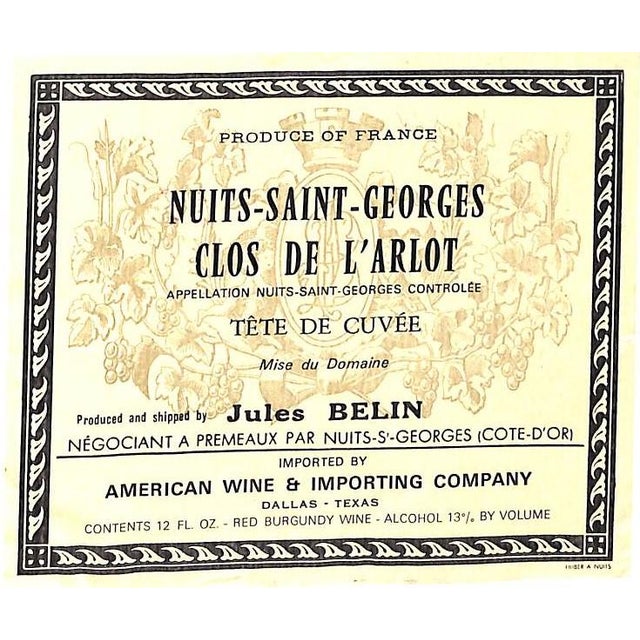 PRODUCE OF FRANCE
NUITS-SAINT-GEORGES
CLOS DE L'ARLOT
APPELLATION NUITS-SAINT-GEORGES CONTROLÉE
TÊTE DE CUVÉE
Mise du Domaine
Produced and shipped by Jules BELIN
NÉGOCIANT A PREMEAUX PAR NUITS-St-GEORGES (COTE-D'OR)
IMPORTED BY
AMERICAN WINE & IMPORTING COMPANY
DALLAS - TEXAS
CONTENTS 12 FL. OZ. - RED BURGUNDY WINE - ALCOHOL 13°/o BY VOLUME
A NUITS